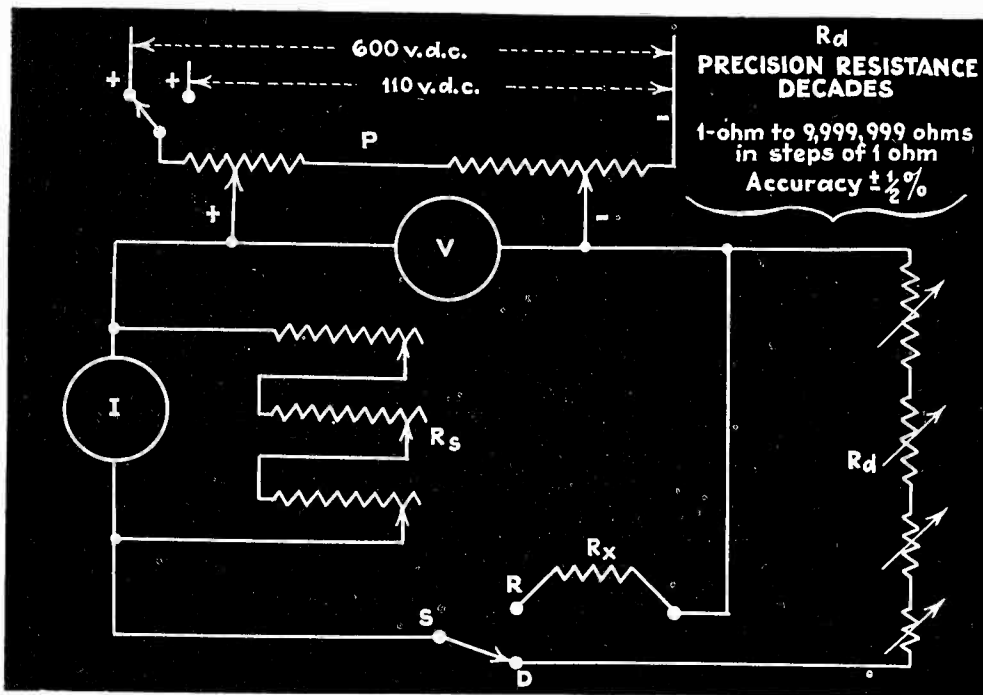 600 v.d.c.
110 v.d.c.
+
+
-
P
+
-
V
Rd
PRECISION RESISTANCE
DECADES
1-ohm to 9,999,999 ohms
in steps of 1 ohm
Accuracy ± ½%
I
Rs
Rd
Rx
R
S
D